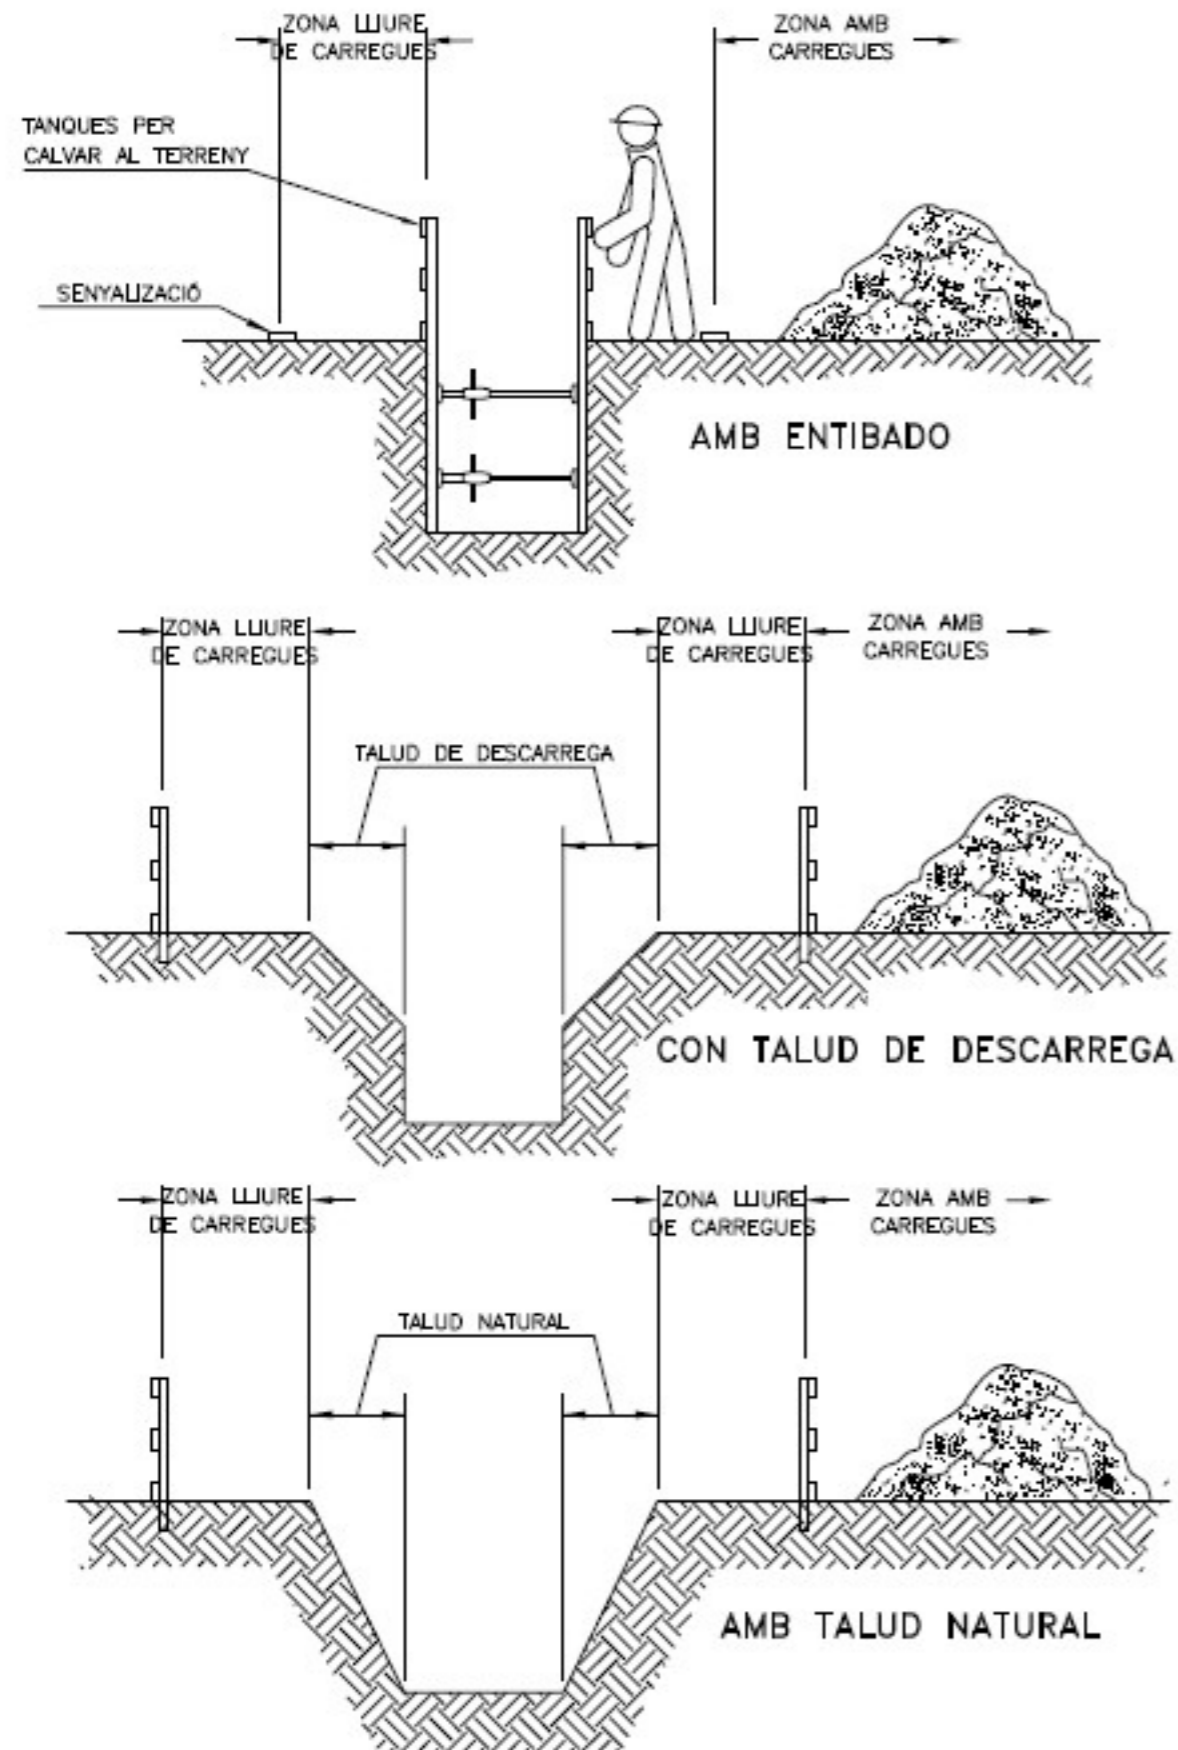 ZONA LLIURE
DE CARREGUES
ZONA AMB
CARREGUES
TANQUES PER
CALVAR AL TERRENY
SENYALIZACIÓ
AMB ENTIBADO
ZONA LLIURE
DE CARREGUES
ZONA LLIURE
DE CARREGUES
ZONA AMB
CARREGUES
TALUD DE DESCARREGA
CON TALUD DE DESCARREGA
ZONA LLIURE
DE CARREGUES
ZONA LLIURE
DE CARREGUES
ZONA AMB
CARREGUES
TALUD NATURAL
AMB TALUD NATURAL